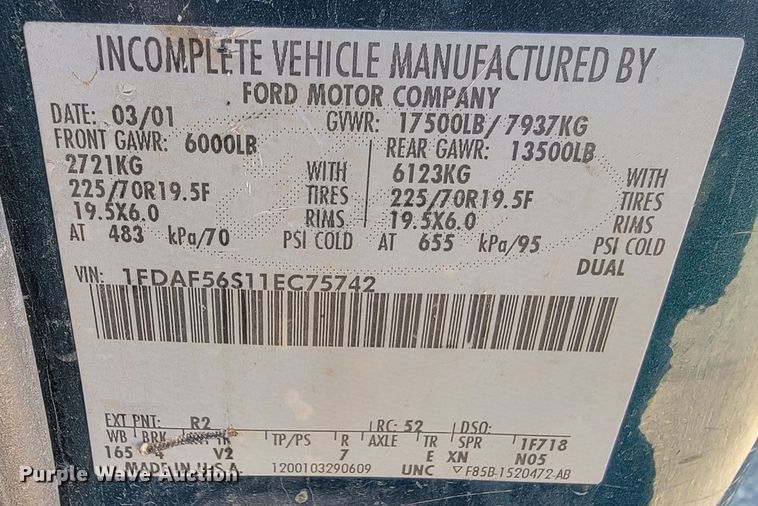 INCOMPLETE VEHICLE MANUFACTURED BY
FORD MOTOR COMPANY
DATE: 03/01 GVWR: 17500LB/7937KG
FRONT GAWR: 6000LB REAR GAWR: 13500LB
2721KG WITH 6123KG WITH
225/70R19.5F TIRES 225/70R19.5F TIRES
19.5X6.0 RIMS 19.5X6.0 RIMS
AT 483 kPa/70 PSI COLD AT 655 kPa/95 PSI COLD
DUAL
VIN: 1FDAF56S11EC75742
EXT PNT: R2 RC: 52 DSO:
WB BRK TR TP/PS R AXLE TR SPR 1F718
165 4 V2 7 E XN N05
MADE IN U.S.A. 1200103290609 UNC F85B-1520472-AB
Purple Wave Auction